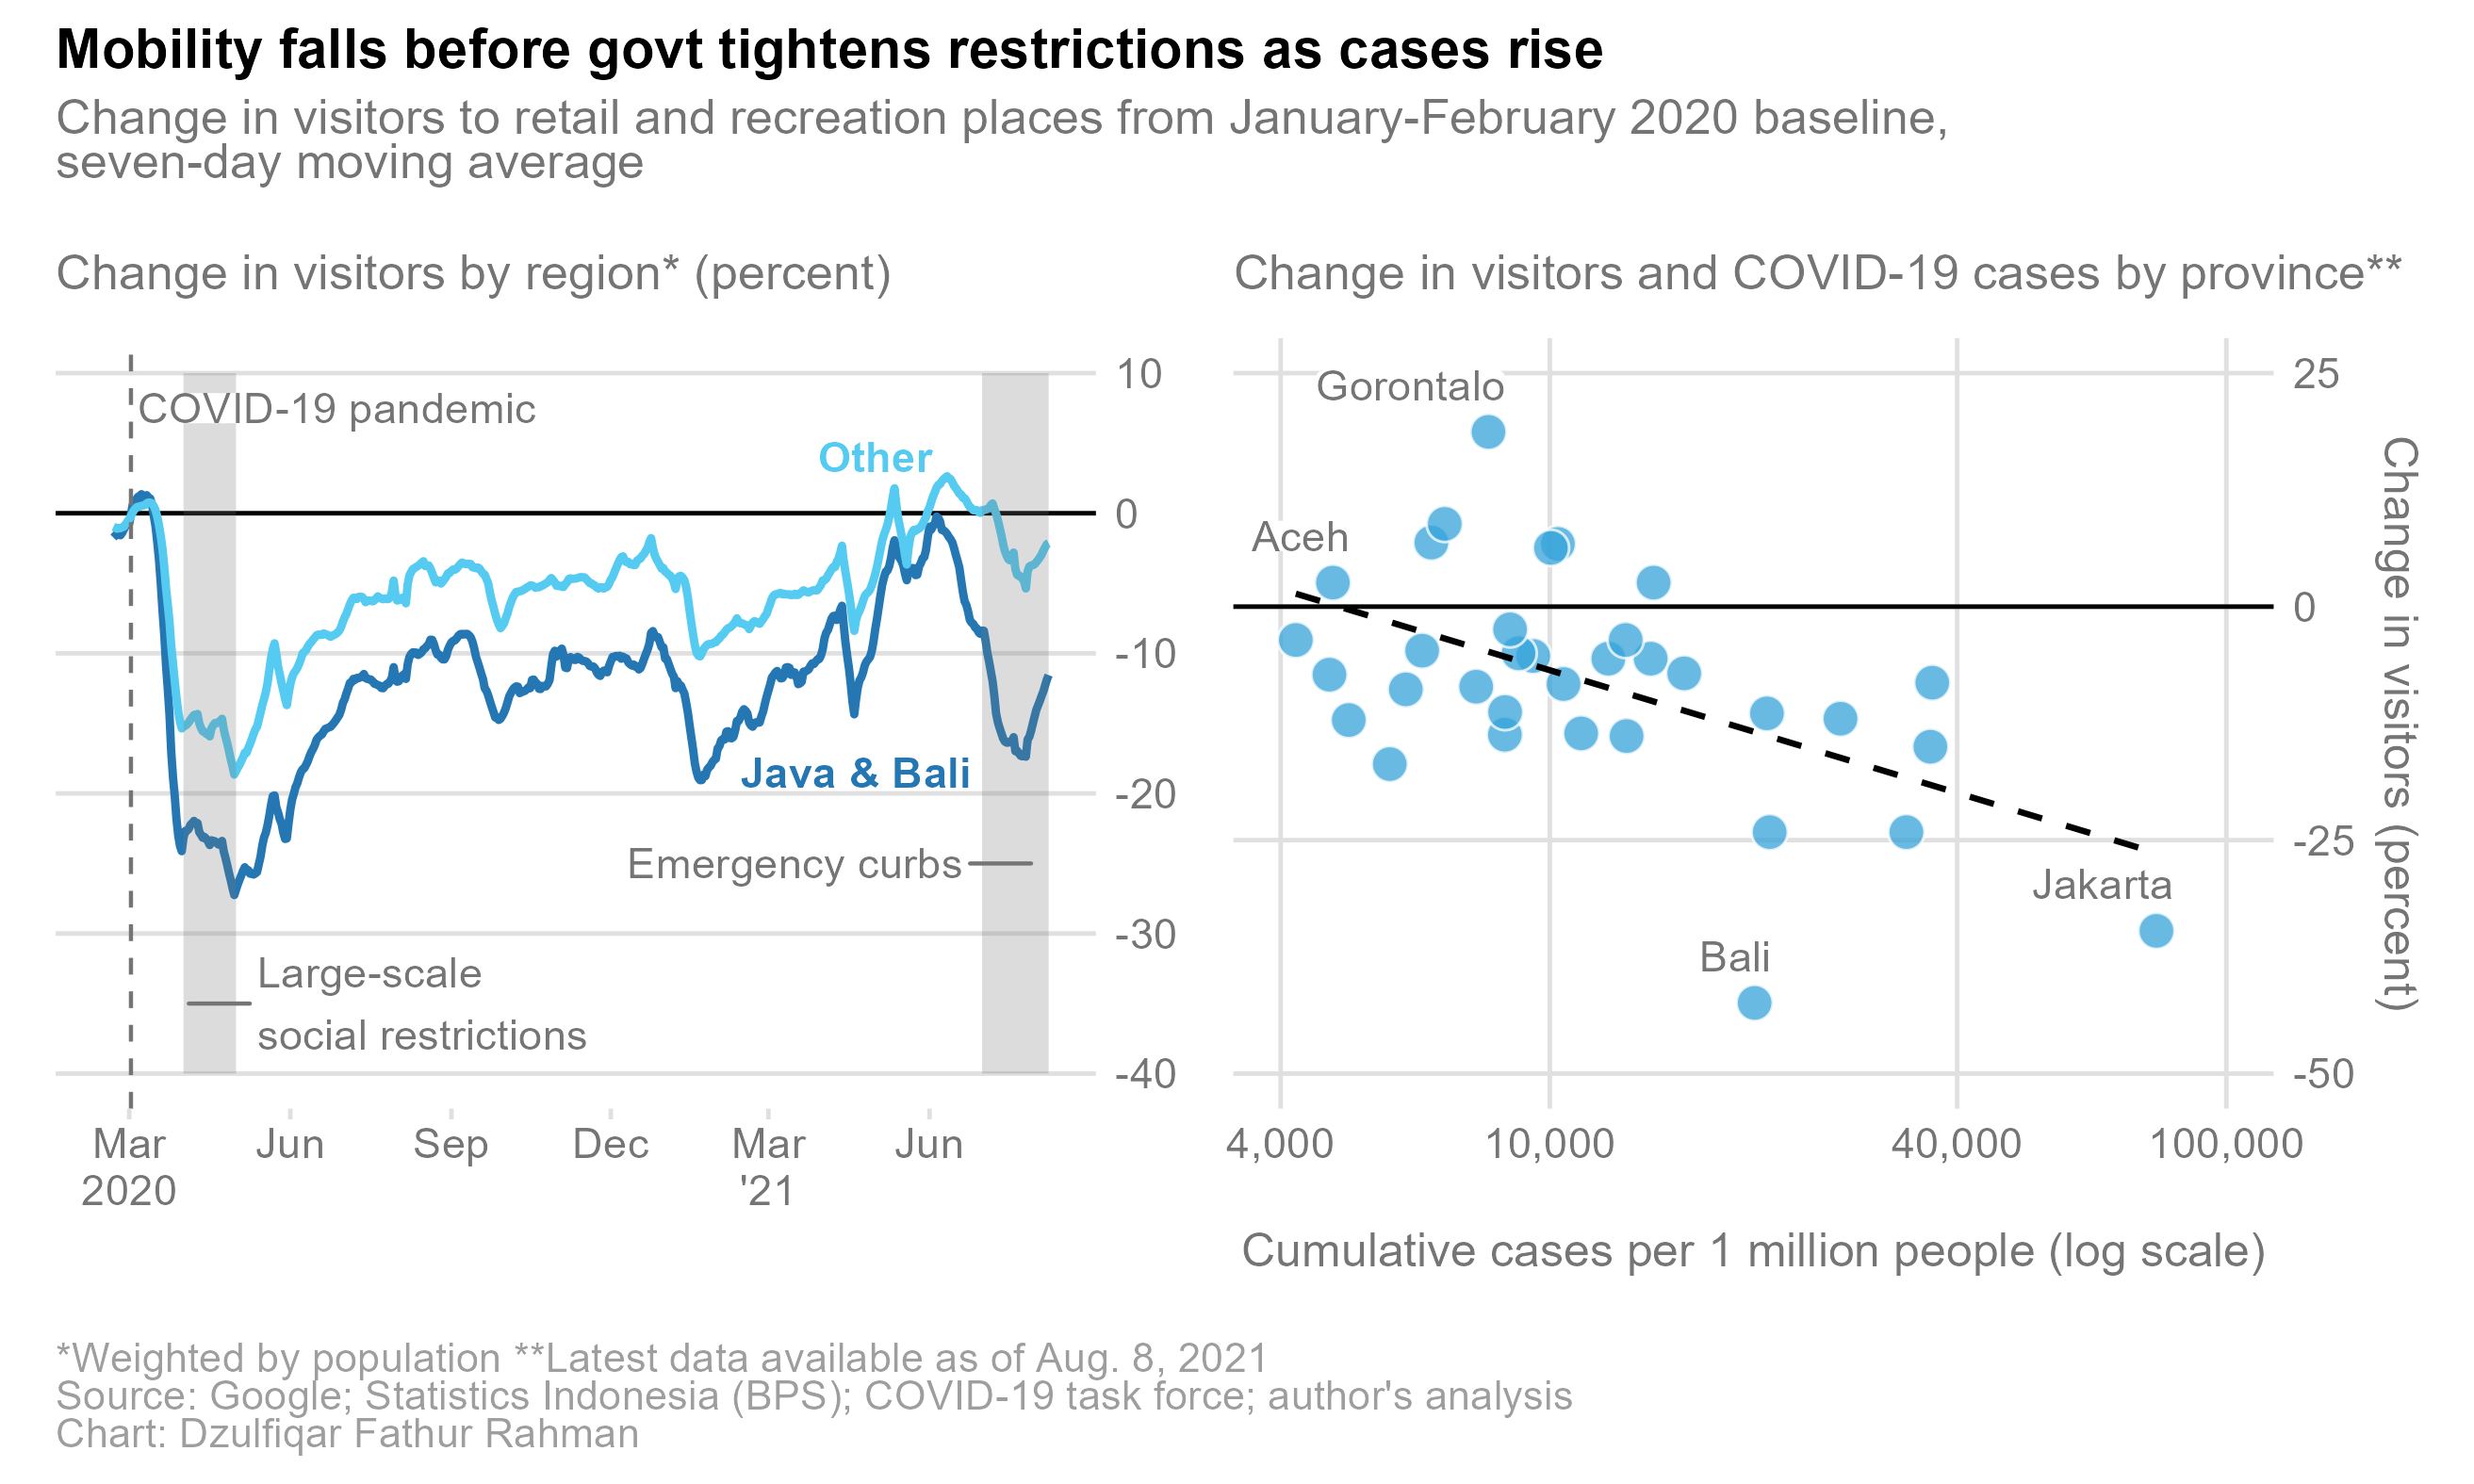 Mobility falls before govt tightens restrictions as cases rise
Change in visitors to retail and recreation places from January-February 2020 baseline,
seven-day moving average
Change in visitors by region* (percent)
10
0
-10
-20
-30
-40
COVID-19 pandemic
Other
Java & Bali
Emergency curbs
Large-scale
social restrictions
Mar
2020
Jun
Sep
Dec
Mar
'21
Jun
Change in visitors and COVID-19 cases by province**
25
0
-25
-50
Change in visitors (percent)
Gorontalo
Aceh
Jakarta
Bali
4,000
10,000
40,000
100,000
Cumulative cases per 1 million people (log scale)
*Weighted by population **Latest data available as of Aug. 8, 2021
Source: Google; Statistics Indonesia (BPS); COVID-19 task force; author's analysis
Chart: Dzulfiqar Fathur Rahman